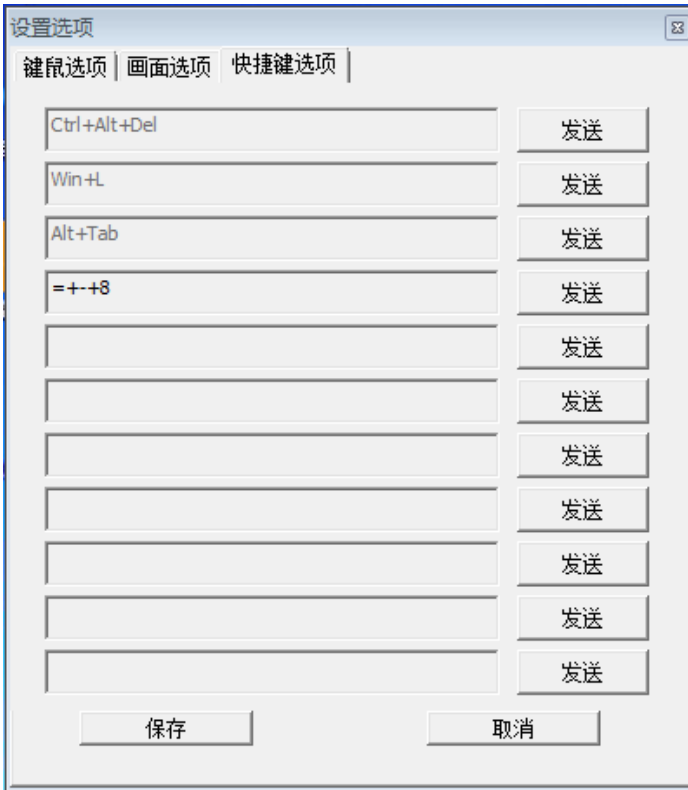 设置选项
键鼠选项 画面选项 快捷键选项
Ctrl+Alt+Del 发送
Win+L 发送
Alt+Tab 发送
=+-+8 发送
发送
发送
发送
发送
发送
发送
发送
保存 取消